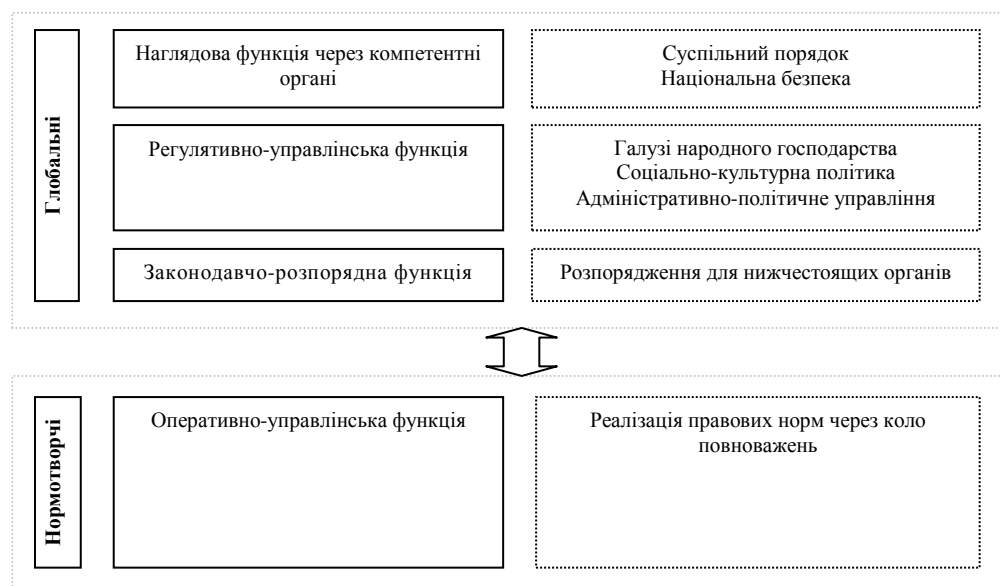 Глобальні
Наглядова функція через компетентні
органі
Суспільний порядок
Національна безпека
Регулятивно-управлінська функція
Галузі народного господарства
Соціально-культурна політика
Адміністративно-політичне управління
Законодавчо-розпорядна функція
Розпорядження для нижчестоящих органів
Нормотворчі
Оперативно-управлінська функція
Реалізація правових норм через коло
повноважень